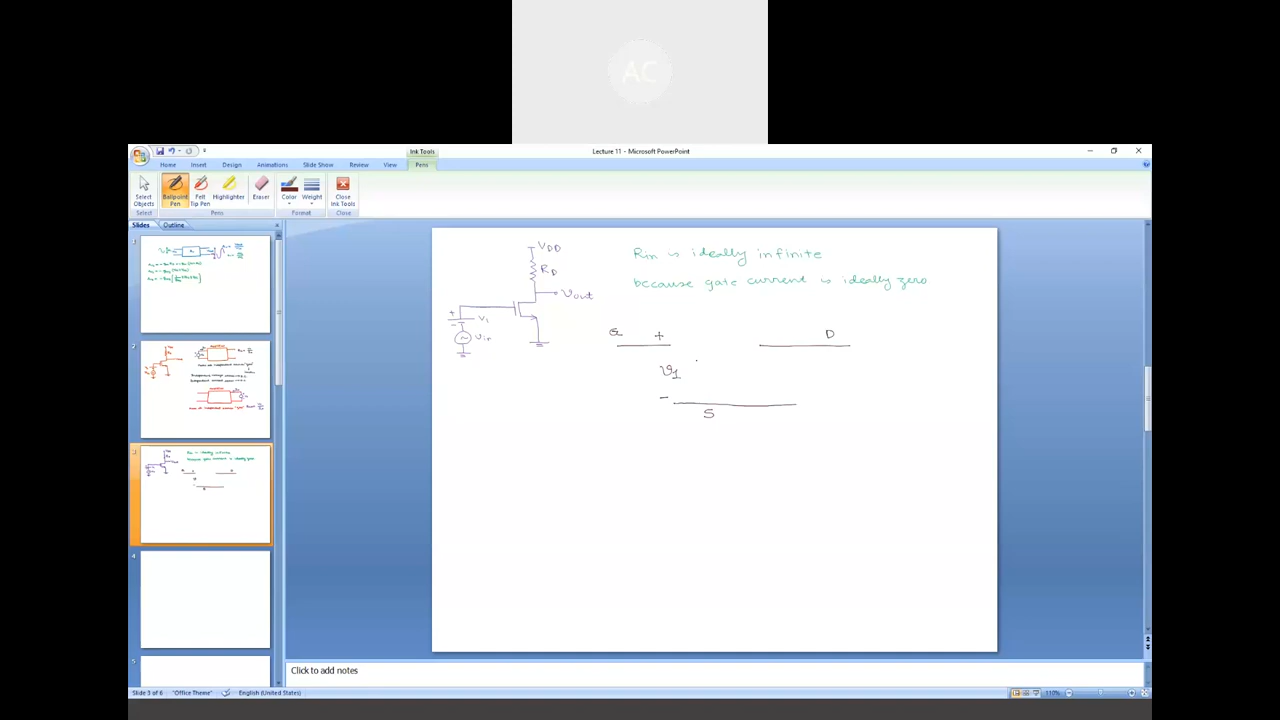 AC
Ink Tools
Lecture 11 - Microsoft PowerPoint
Home Insert Design Animations Slide Show Review View Pens
Select Objects
Ballpoint Pen
Felt Tip Pen
Highlighter
Eraser
Color
Weight
Close Ink Tools
Select Pens Format Close
Slides Outline
VDD
RD
Vout
+
V1
-
Vin
Rin is ideally infinite
because gate current is ideally zero
G + D
V1
-
S
4
5
Click to add notes
Slide 3 of 6 "Office Theme" English (United States) 110%